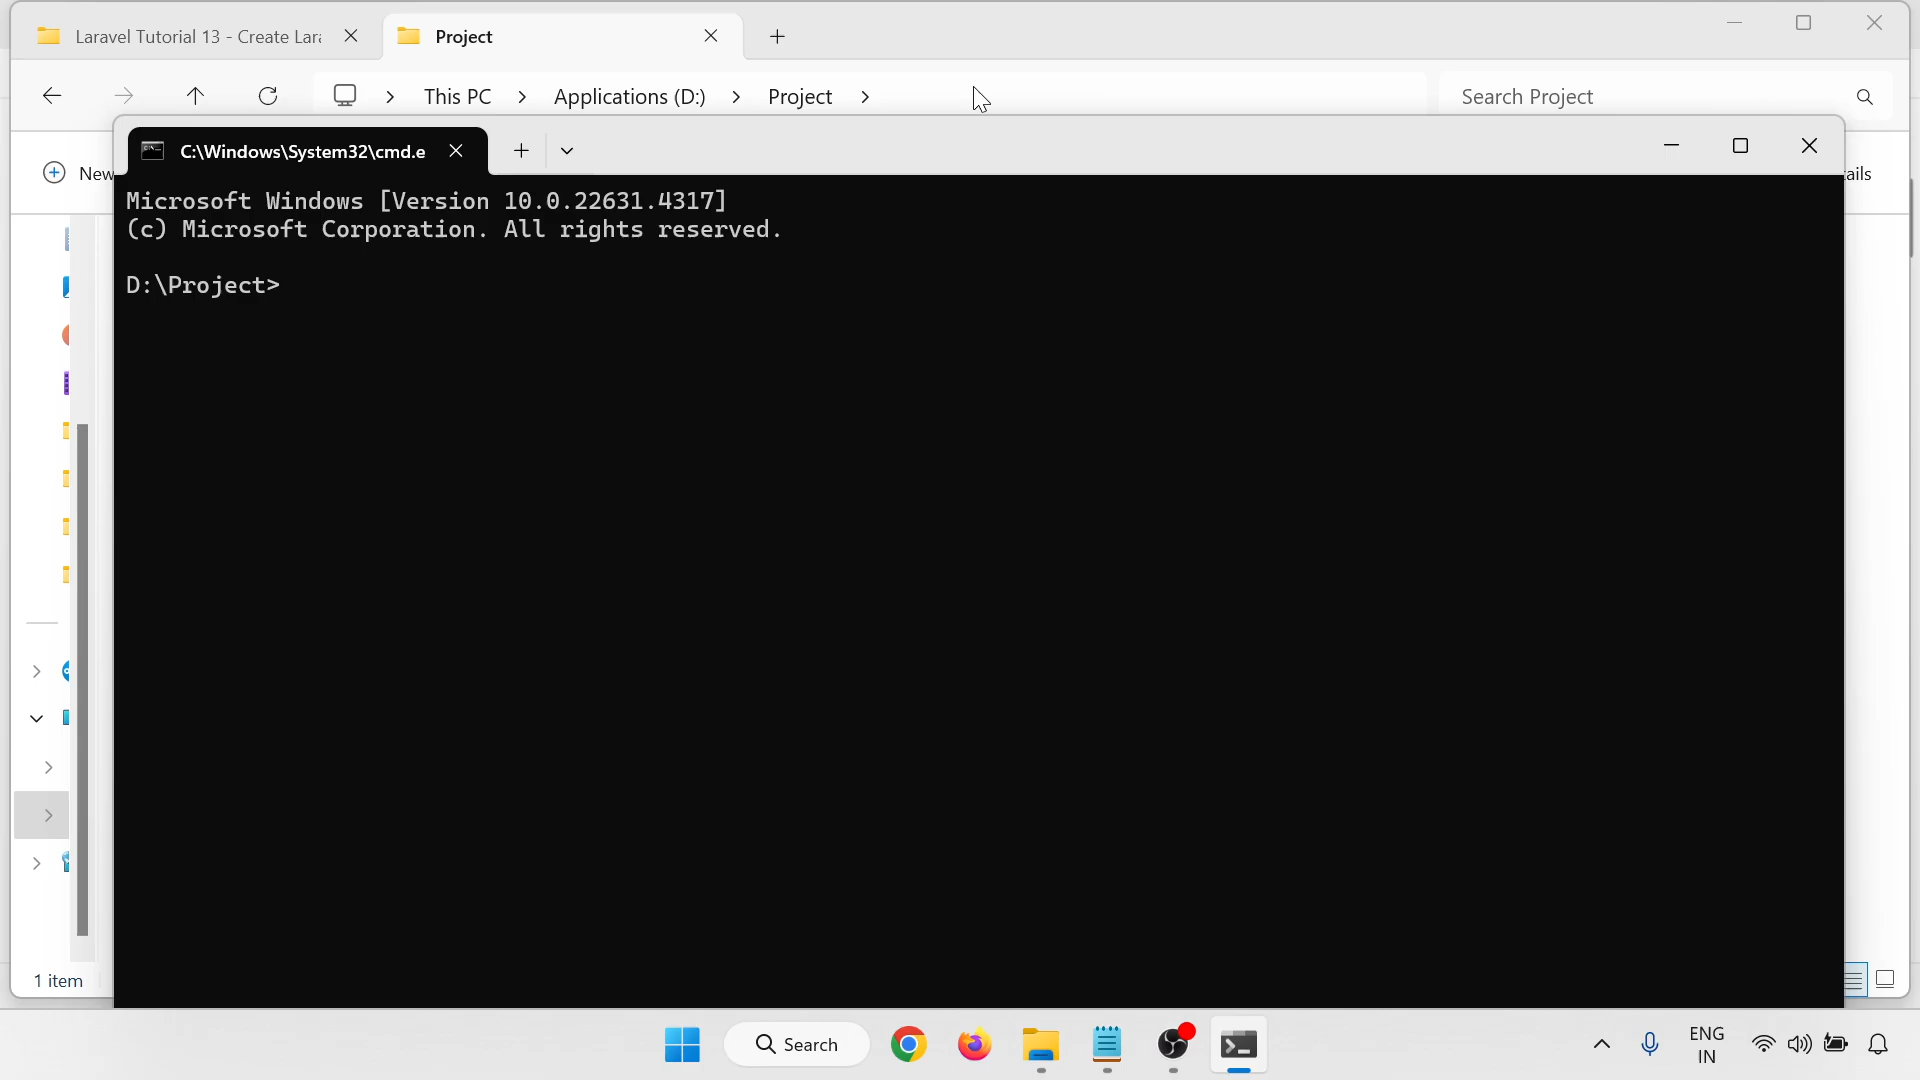 Laravel Tutorial 13 - Create Lara
Project
This PC
Applications (D:)
Project
Search Project
New
C:\Windows\System32\cmd.e
ails
Microsoft Windows [Version 10.0.22631.4317]
(c) Microsoft Corporation. All rights reserved.
D:\Project>
1 item
Search
ENG
IN